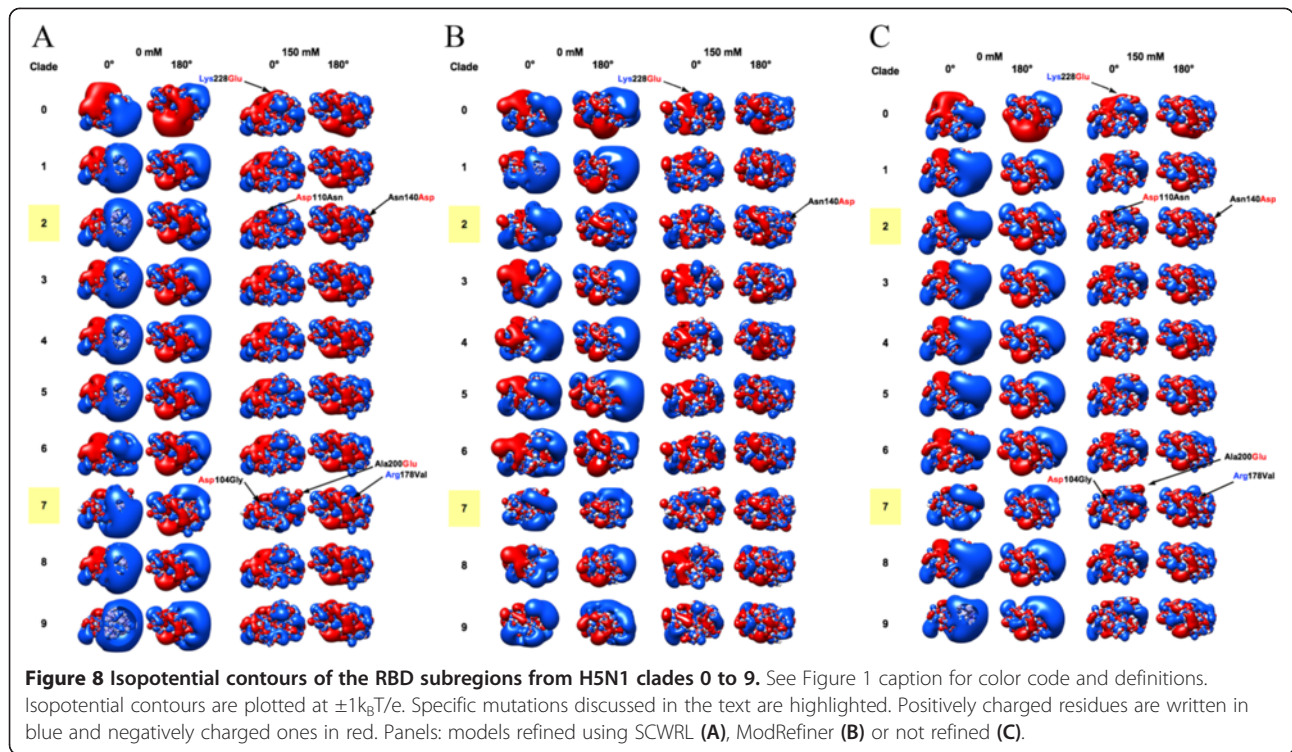 A B C
0 mM 150 mM 0 mM 150 mM 0 mM 150 mM
Clade 0° 180° 0° 180° Clade 0° 180° 0° 180° Clade 0° 180° 0° 180°
Lys228Glu Lys228Glu Lys228Glu
0 0 0
1 1 1
Asp110Asn Asn140Asp Asn140Asp Asp110Asn Asn140Asp
2 2 2
3 3 3
4 4 4
5 5 5
6 6 6
Ala200Glu Ala200Glu
Asp104Gly Arg178Val Asp104Gly Arg178Val
7 7 7
8 8 8
9 9 9
Figure 8 Isopotential contours of the RBD subregions from H5N1 clades 0 to 9. See Figure 1 caption for color code and definitions.
Isopotential contours are plotted at ±1kBT/e. Specific mutations discussed in the text are highlighted. Positively charged residues are written in
blue and negatively charged ones in red. Panels: models refined using SCWRL (A), ModRefiner (B) or not refined (C).